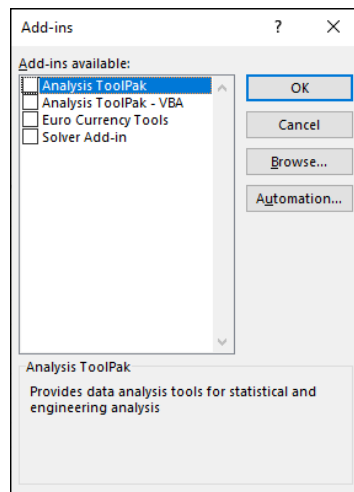 Add-ins ? ✕
Add-ins available:
Analysis ToolPak
Analysis ToolPak - VBA
Euro Currency Tools
Solver Add-in
OK
Cancel
Browse...
Automation...
Analysis ToolPak
Provides data analysis tools for statistical and
engineering analysis